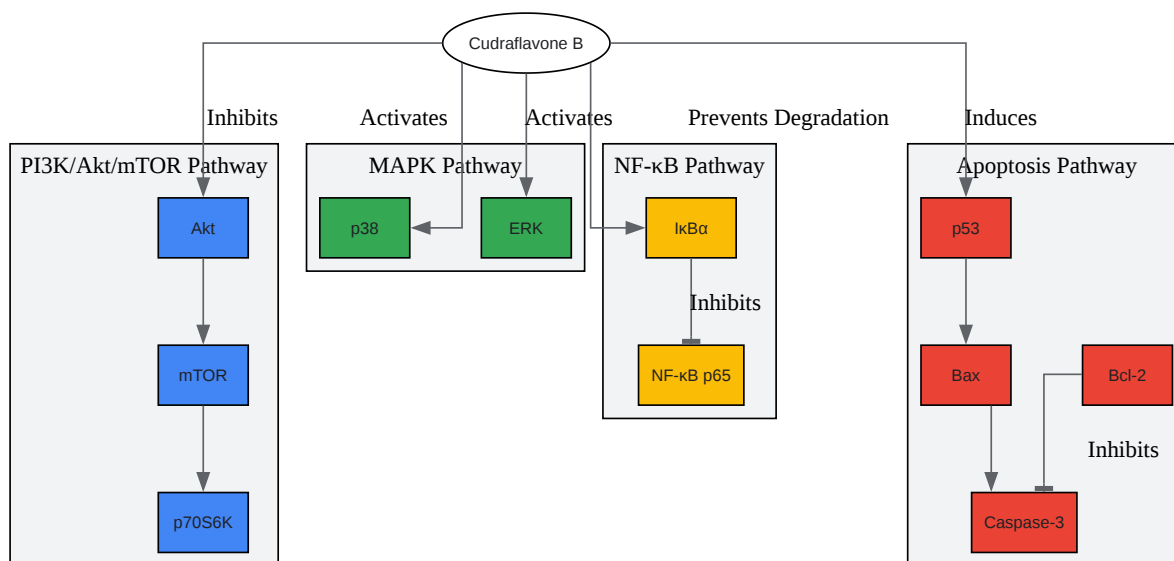 Cudraflavone B
Inhibits
Activates
Activates
Prevents Degradation
Induces
PI3K/Akt/mTOR Pathway
MAPK Pathway
NF-κB Pathway
Apoptosis Pathway
Akt
p38
ERK
IκBα
p53
Inhibits
mTOR
NF-κB p65
Bax
Bcl-2
Inhibits
p70S6K
Caspase-3